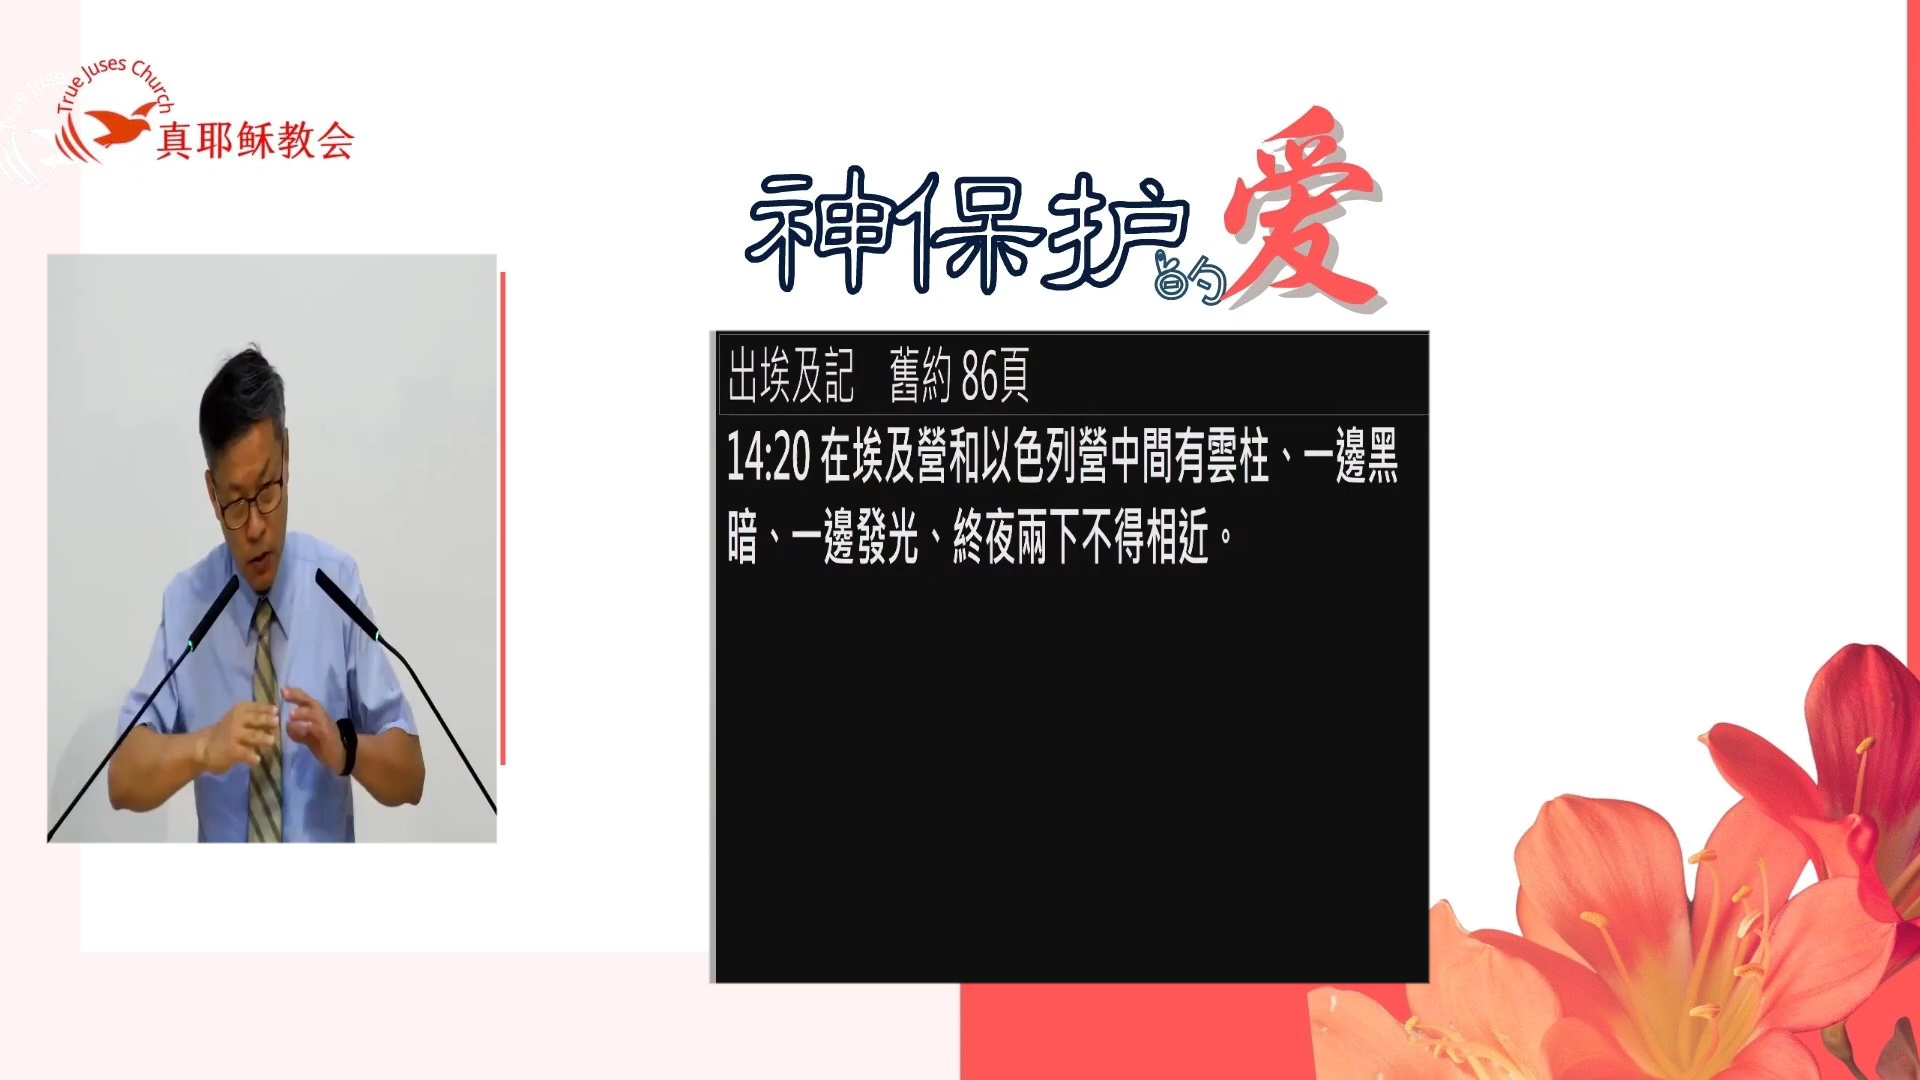 True Juses Church
真耶稣教会
神保护的爱
出埃及記 舊約 86頁
14:20 在埃及營和以色列營中間有雲柱、一邊黑
暗、一邊發光、終夜兩下不得相近。